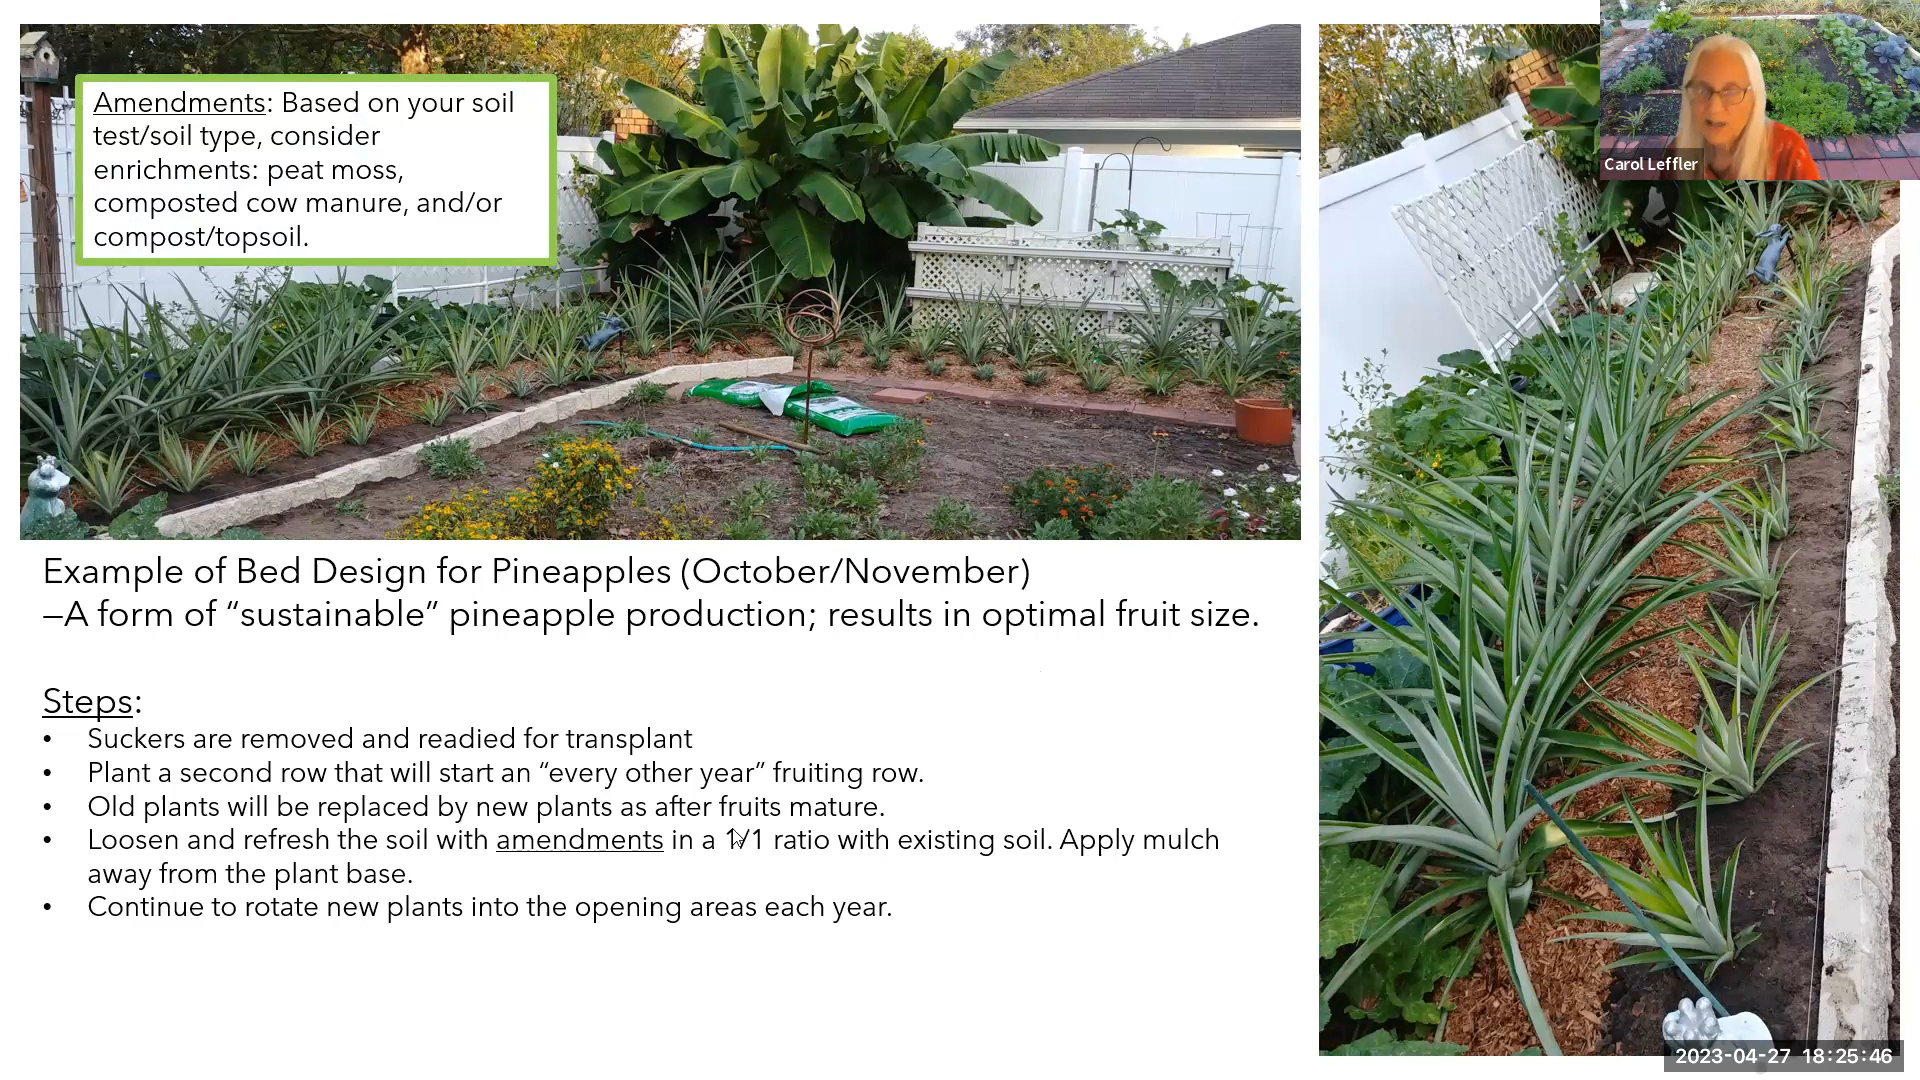 Amendments: Based on your soil
test/soil type, consider
enrichments: peat moss,
composted cow manure, and/or
compost/topsoil.
Carol Leffler
Example of Bed Design for Pineapples (October/November)
–A form of “sustainable” pineapple production; results in optimal fruit size.
Steps:
• Suckers are removed and readied for transplant
• Plant a second row that will start an “every other year” fruiting row.
• Old plants will be replaced by new plants as after fruits mature.
• Loosen and refresh the soil with amendments in a 1/1 ratio with existing soil. Apply mulch
away from the plant base.
• Continue to rotate new plants into the opening areas each year.
2023-04-27 18:25:46